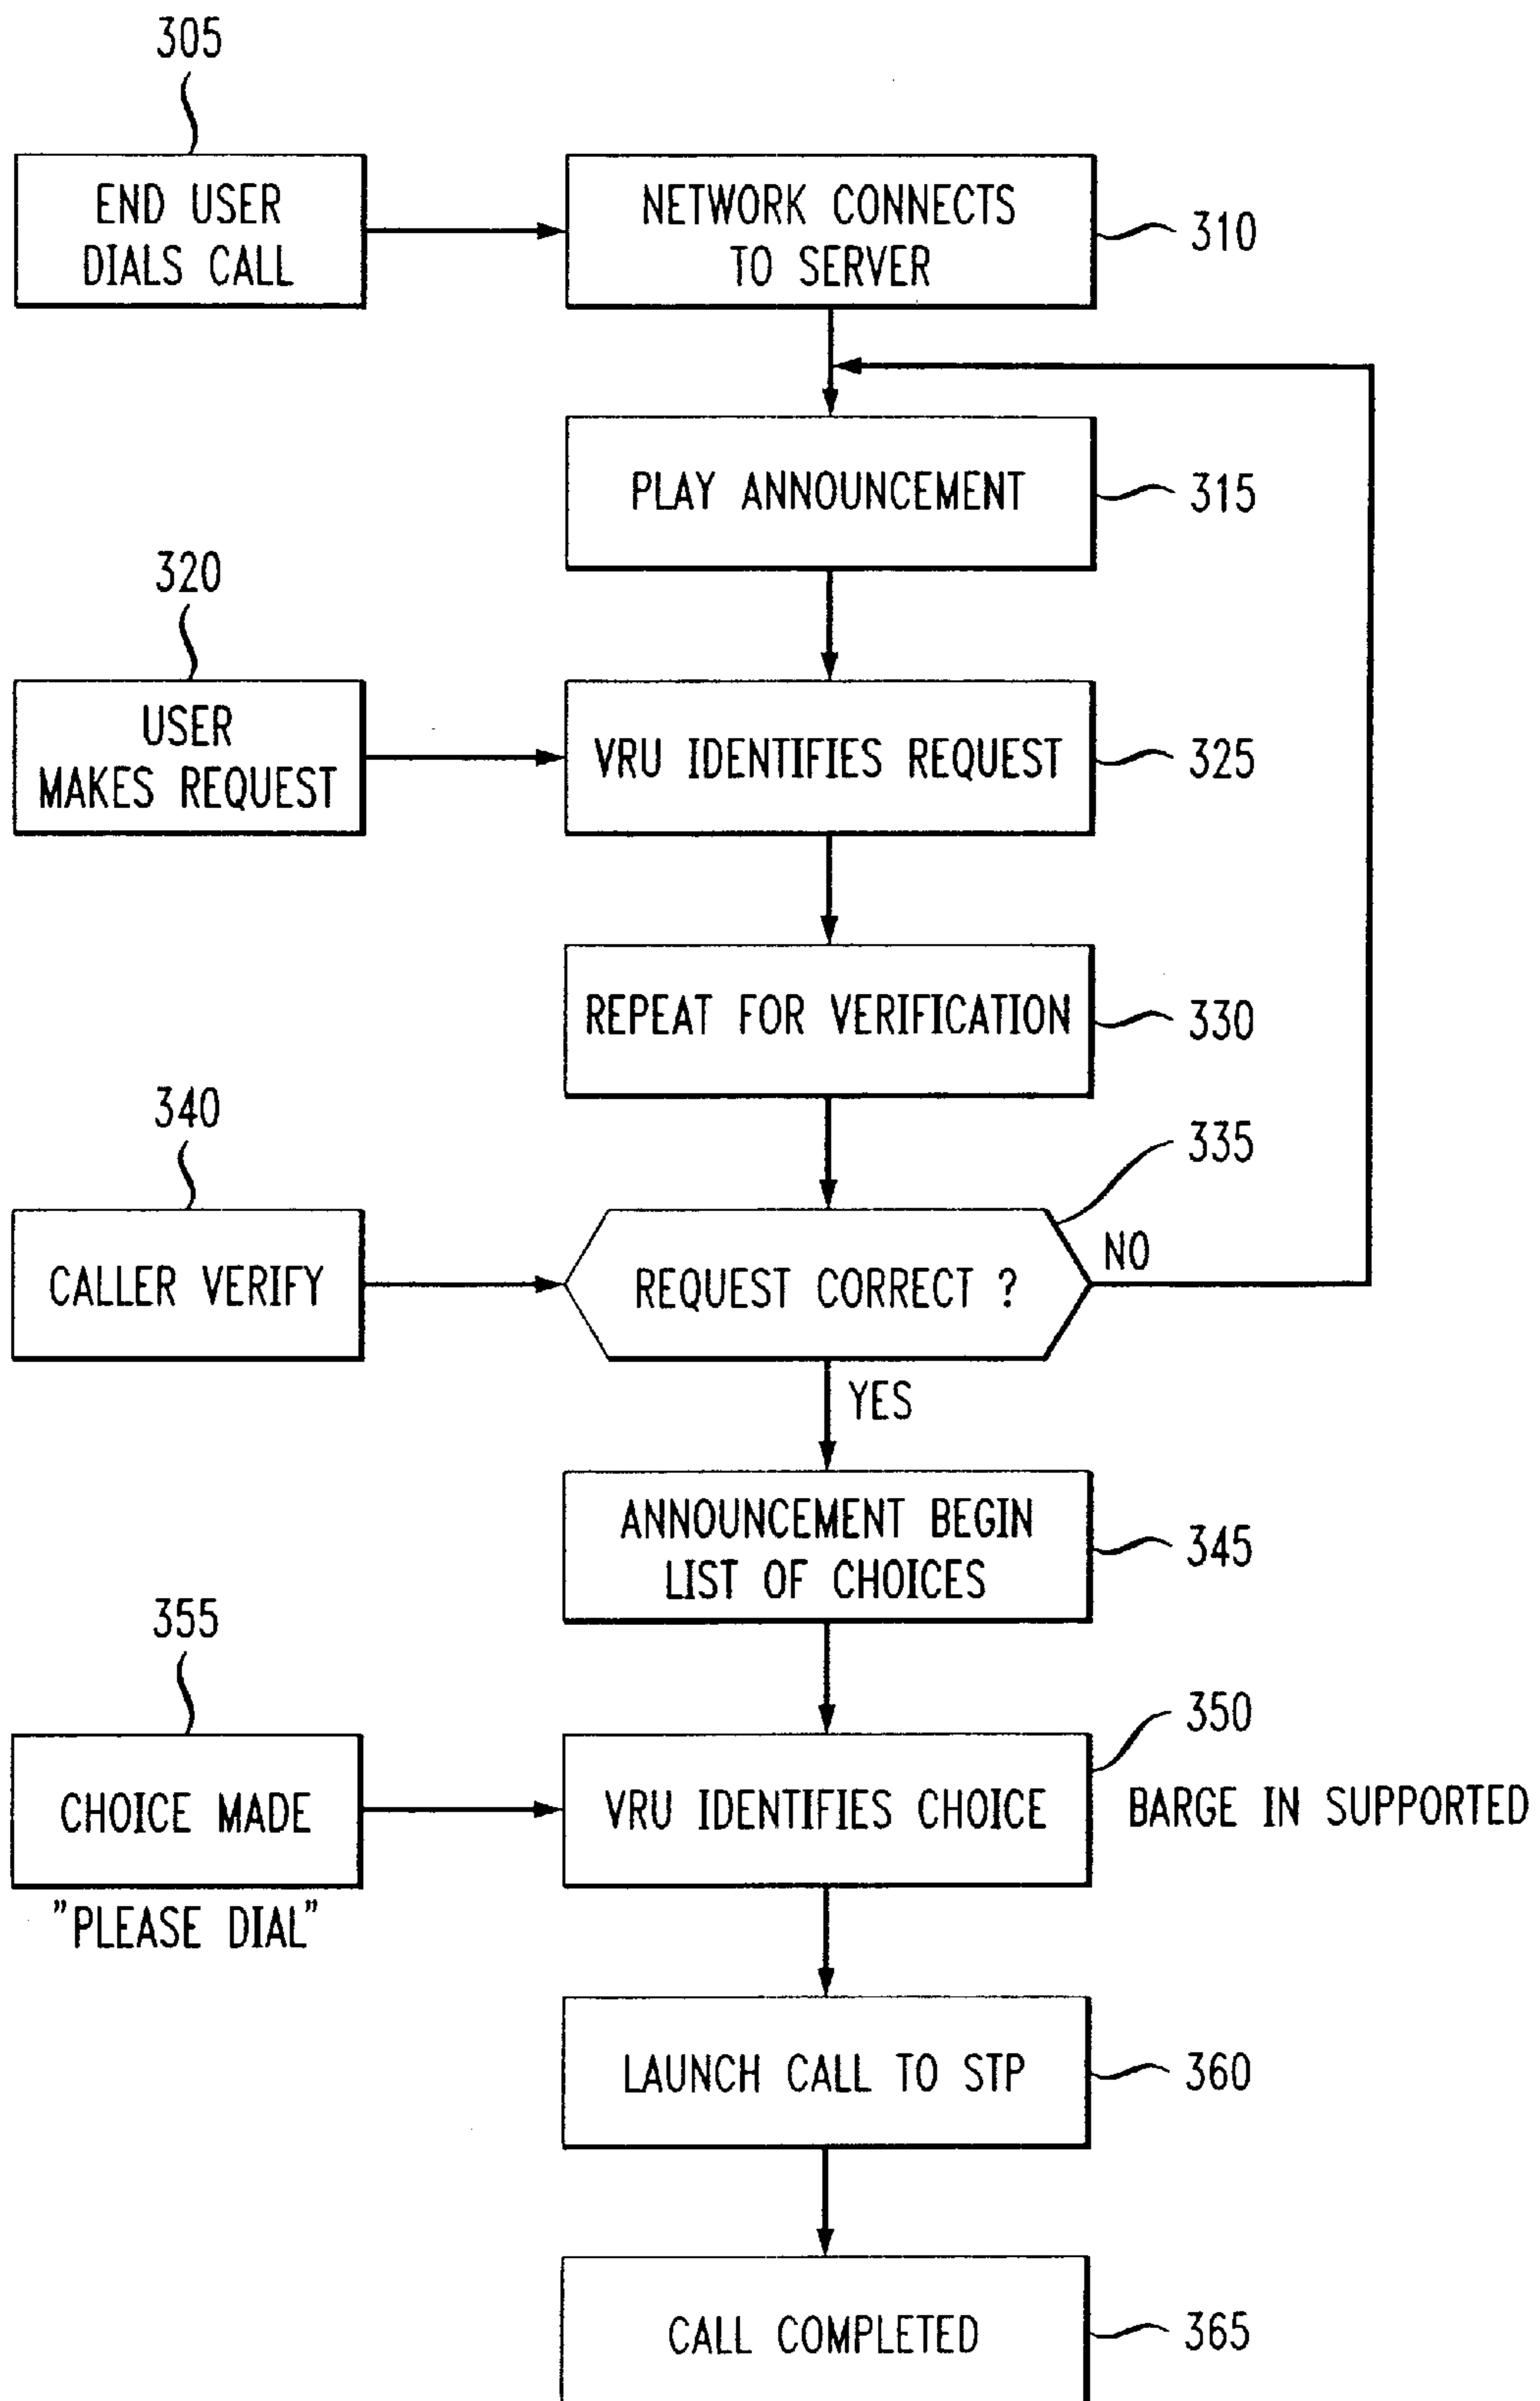 305
END USER
DIALS CALL
NETWORK CONNECTS
TO SERVER
310
PLAY ANNOUNCEMENT
315
320
USER
MAKES REQUEST
VRU IDENTIFIES REQUEST
325
REPEAT FOR VERIFICATION
330
340
335
CALLER VERIFY
REQUEST CORRECT ?
NO
YES
ANNOUNCEMENT BEGIN
LIST OF CHOICES
345
355
350
CHOICE MADE
VRU IDENTIFIES CHOICE
BARGE IN SUPPORTED
"PLEASE DIAL"
LAUNCH CALL TO STP
360
CALL COMPLETED
365